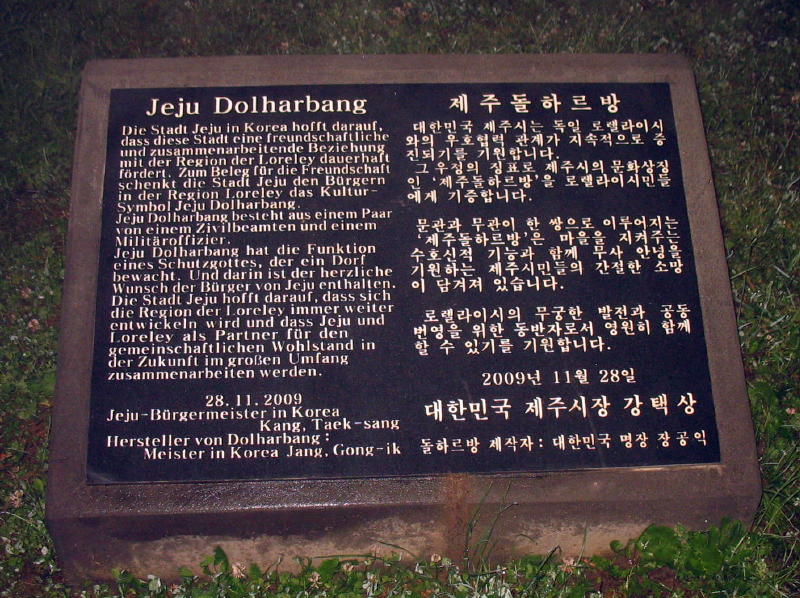 Jeju Dolharbang
Die Stadt Jeju in Korea hofft darauf,
dass diese Stadt eine freundschaftliche
und zusammenarbeitende Beziehung
und der Region der Loreley dauerhaft
fördert. Zum Beleg für die Freundschaft
schenkt die Stadt Jeju den Bürgern
in der Region Loreley das Kultur-
Symbol Jeju Dolharbang.
Jeju Dolharbang besteht aus einem Paar
von einem Zivilbeamten und einem
Militäroffizier.
Jeju Dolharbang hat die Funktion
eines Schutzgottes, der ein Dorf
bewacht. Und darin ist der herzliche
Wunsch der Bürger von Jeju enthalten.
Die Stadt Jeju hofft darauf, dass sich
die Region der Loreley immer weiter
entwickeln wird und dass Jeju und
Loreley als Partner für den
gemeinschaftlichen Wohlstand in
der Zukunft im großen Umfang
zusammenarbeiten werden.
28. 11. 2009
Jeju-Bürgermeister in Korea
Kang, Taek-sang
Hersteller von Dolharbang :
Meister in Korea Jang, Gong-ik
제주돌하르방
대한민국 제주시는 독일 로렐라이시
와의 우호협력 관계가 지속적으로 증
진되기를 기원합니다.
그 우정의 징표로 제주시의 문화상징
인 '제주돌하르방'을 로렐라이시민들
에게 기증합니다.
문관과 무관이 한 쌍으로 이루어지는
'제주돌하르방'은 마을을 지켜주는
수호신적 기능과 함께 무사 안녕을
기원하는 제주시민들의 간절한 소망
이 담겨져 있습니다.
로렐라이시의 무궁한 발전과 공동
번영을 위한 동반자로서 영원히 함께
할 수 있기를 기원합니다.
2009년 11월 28일
대한민국 제주시장 강택상
돌하르방 제작자 : 대한민국 명장 장공익